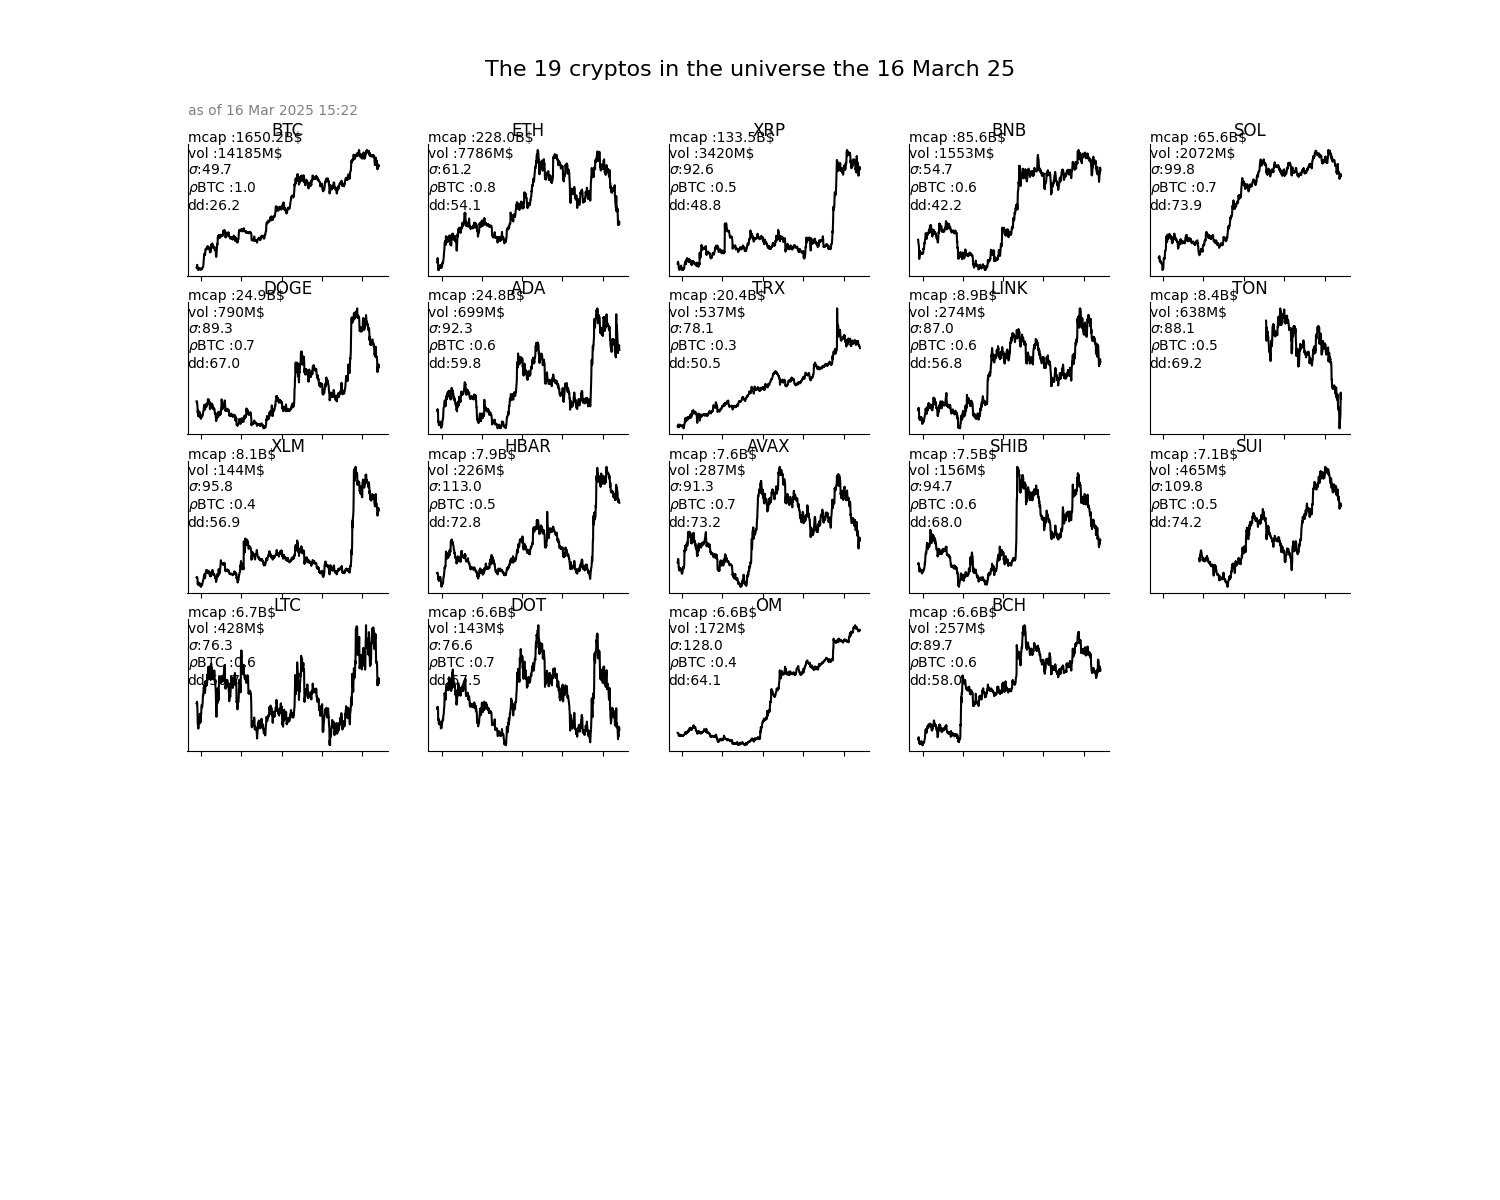 The 19 cryptos in the universe the 16 March 25
as of 16 Mar 2025 15:22
BTC
mcap :1650.2B$
vol :14185M$
σ:49.7
ρBTC :1.0
dd:26.2
ETH
mcap :228.0B$
vol :7786M$
σ:61.2
ρBTC :0.8
dd:54.1
XRP
mcap :133.5B$
vol :3420M$
σ:92.6
ρBTC :0.5
dd:48.8
BNB
mcap :85.6B$
vol :1553M$
σ:54.7
ρBTC :0.6
dd:42.2
SOL
mcap :65.6B$
vol :2072M$
σ:99.8
ρBTC :0.7
dd:73.9
DOGE
mcap :24.9B$
vol :790M$
σ:89.3
ρBTC :0.7
dd:67.0
ADA
mcap :24.8B$
vol :699M$
σ:92.3
ρBTC :0.6
dd:59.8
TRX
mcap :20.4B$
vol :537M$
σ:78.1
ρBTC :0.3
dd:50.5
LINK
mcap :8.9B$
vol :274M$
σ:87.0
ρBTC :0.6
dd:56.8
TON
mcap :8.4B$
vol :638M$
σ:88.1
ρBTC :0.5
dd:69.2
XLM
mcap :8.1B$
vol :144M$
σ:95.8
ρBTC :0.4
dd:56.9
HBAR
mcap :7.9B$
vol :226M$
σ:113.0
ρBTC :0.5
dd:72.8
AVAX
mcap :7.6B$
vol :287M$
σ:91.3
ρBTC :0.7
dd:73.2
SHIB
mcap :7.5B$
vol :156M$
σ:94.7
ρBTC :0.6
dd:68.0
SUI
mcap :7.1B$
vol :465M$
σ:109.8
ρBTC :0.5
dd:74.2
LTC
mcap :6.7B$
vol :428M$
σ:76.3
ρBTC :0.6
DOT
mcap :6.6B$
vol :143M$
σ:76.6
ρBTC :0.7
dd:67.5
OM
mcap :6.6B$
vol :172M$
σ:128.0
ρBTC :0.4
dd:64.1
BCH
mcap :6.6B$
vol :257M$
σ:89.7
ρBTC :0.6
dd:58.0